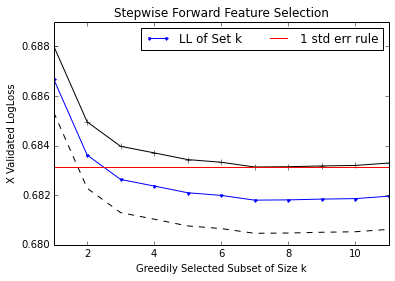 Stepwise Forward Feature Selection
LL of Set k
1 std err rule
X Validated LogLoss
0.688
0.686
0.684
0.682
0.680
2
4
6
8
10
Greedily Selected Subset of Size k